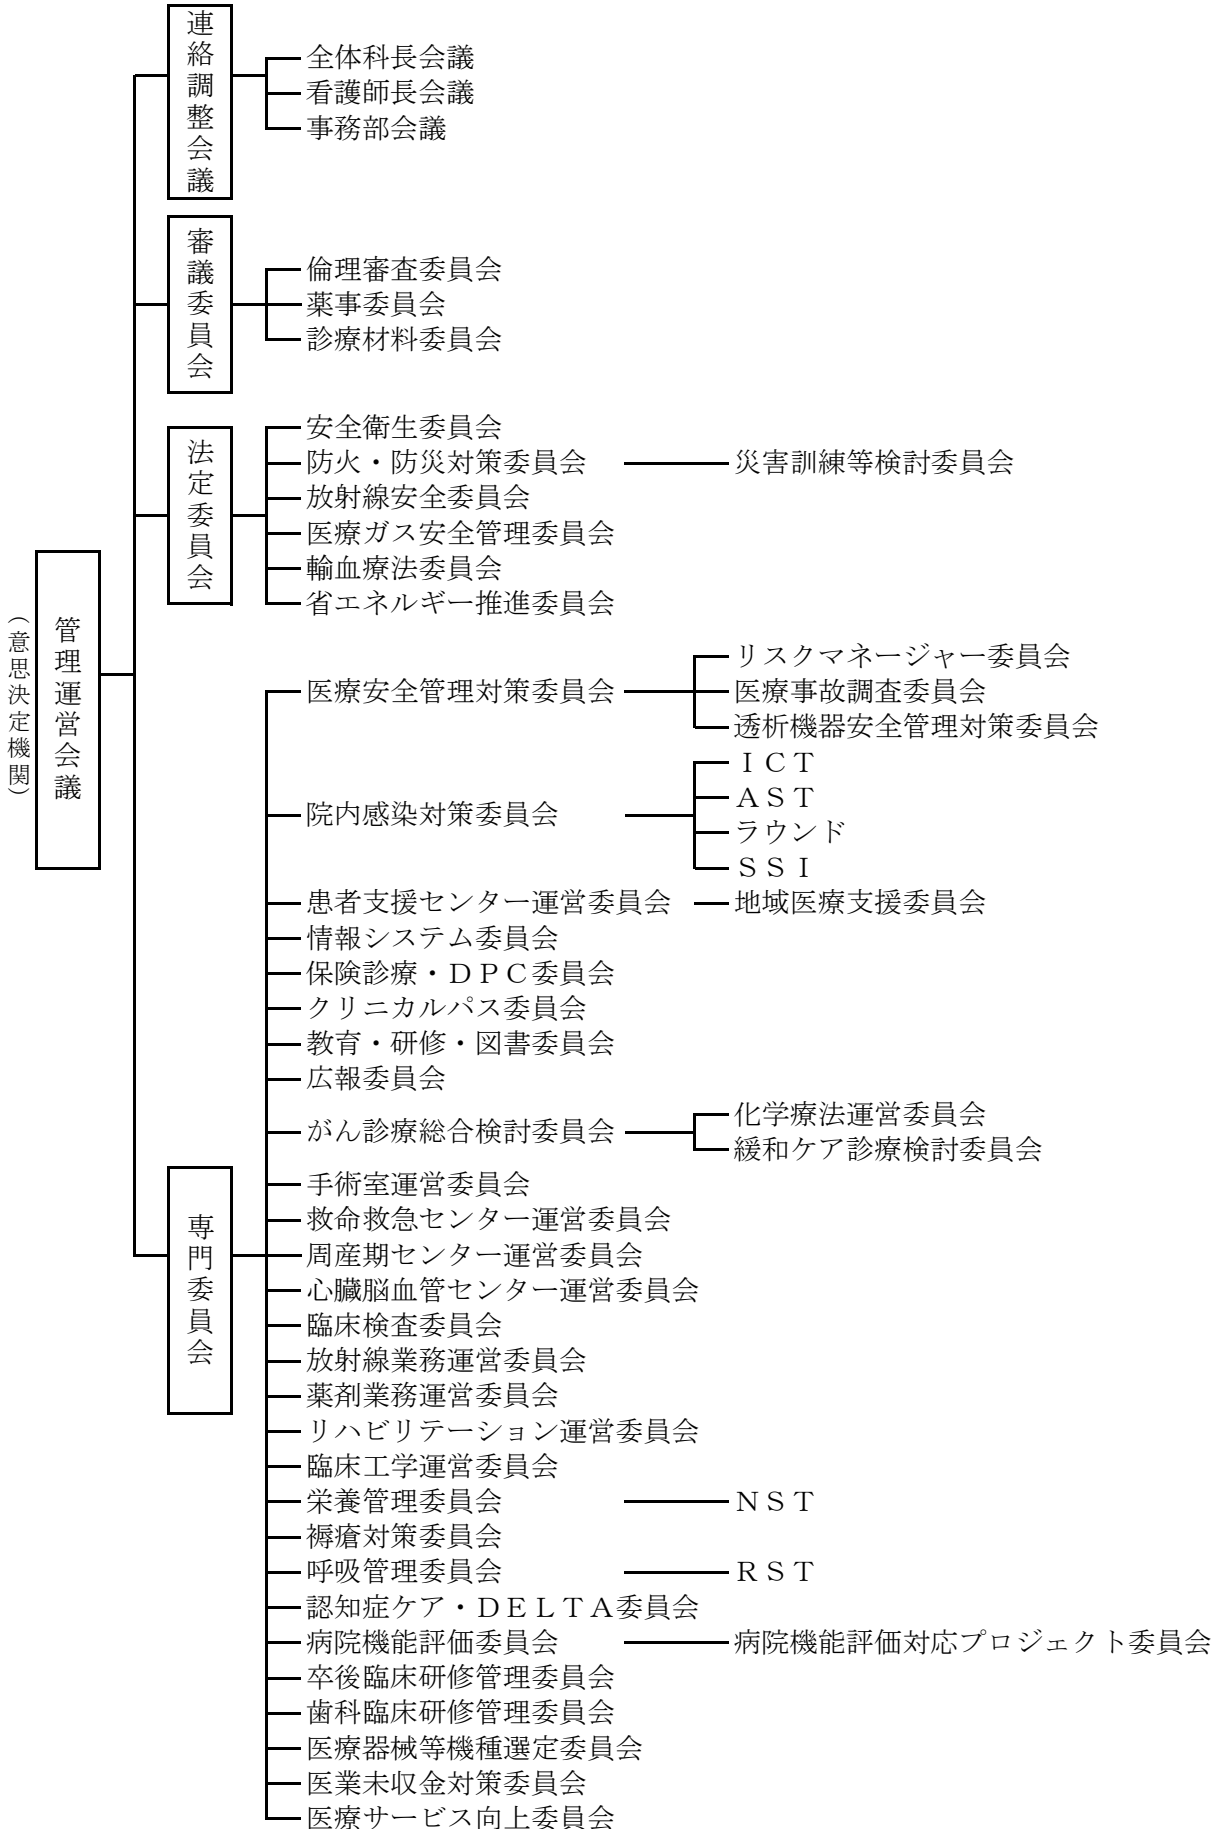 管理運営会議
（意思決定機関）
連絡調整会議
全体科長会議
看護師長会議
事務部会議
審議委員会
倫理審査委員会
薬事委員会
診療材料委員会
法定委員会
安全衛生委員会
防火・防災対策委員会
災害訓練等検討委員会
放射線安全委員会
医療ガス安全管理委員会
輸血療法委員会
省エネルギー推進委員会
専門委員会
医療安全管理対策委員会
リスクマネージャー委員会
医療事故調査委員会
透析機器安全管理対策委員会
院内感染対策委員会
ＩＣＴ
ＡＳＴ
ラウンド
ＳＳＩ
患者支援センター運営委員会
地域医療支援委員会
情報システム委員会
保険診療・ＤＰＣ委員会
クリニカルパス委員会
教育・研修・図書委員会
広報委員会
がん診療総合検討委員会
化学療法運営委員会
緩和ケア診療検討委員会
手術室運営委員会
救命救急センター運営委員会
周産期センター運営委員会
心臓脳血管センター運営委員会
臨床検査委員会
放射線業務運営委員会
薬剤業務運営委員会
リハビリテーション運営委員会
臨床工学運営委員会
栄養管理委員会
ＮＳＴ
褥瘡対策委員会
呼吸管理委員会
ＲＳＴ
認知症ケア・ＤＥＬＴＡ委員会
病院機能評価委員会
病院機能評価対応プロジェクト委員会
卒後臨床研修管理委員会
歯科臨床研修管理委員会
医療器械等機種選定委員会
医業未収金対策委員会
医療サービス向上委員会